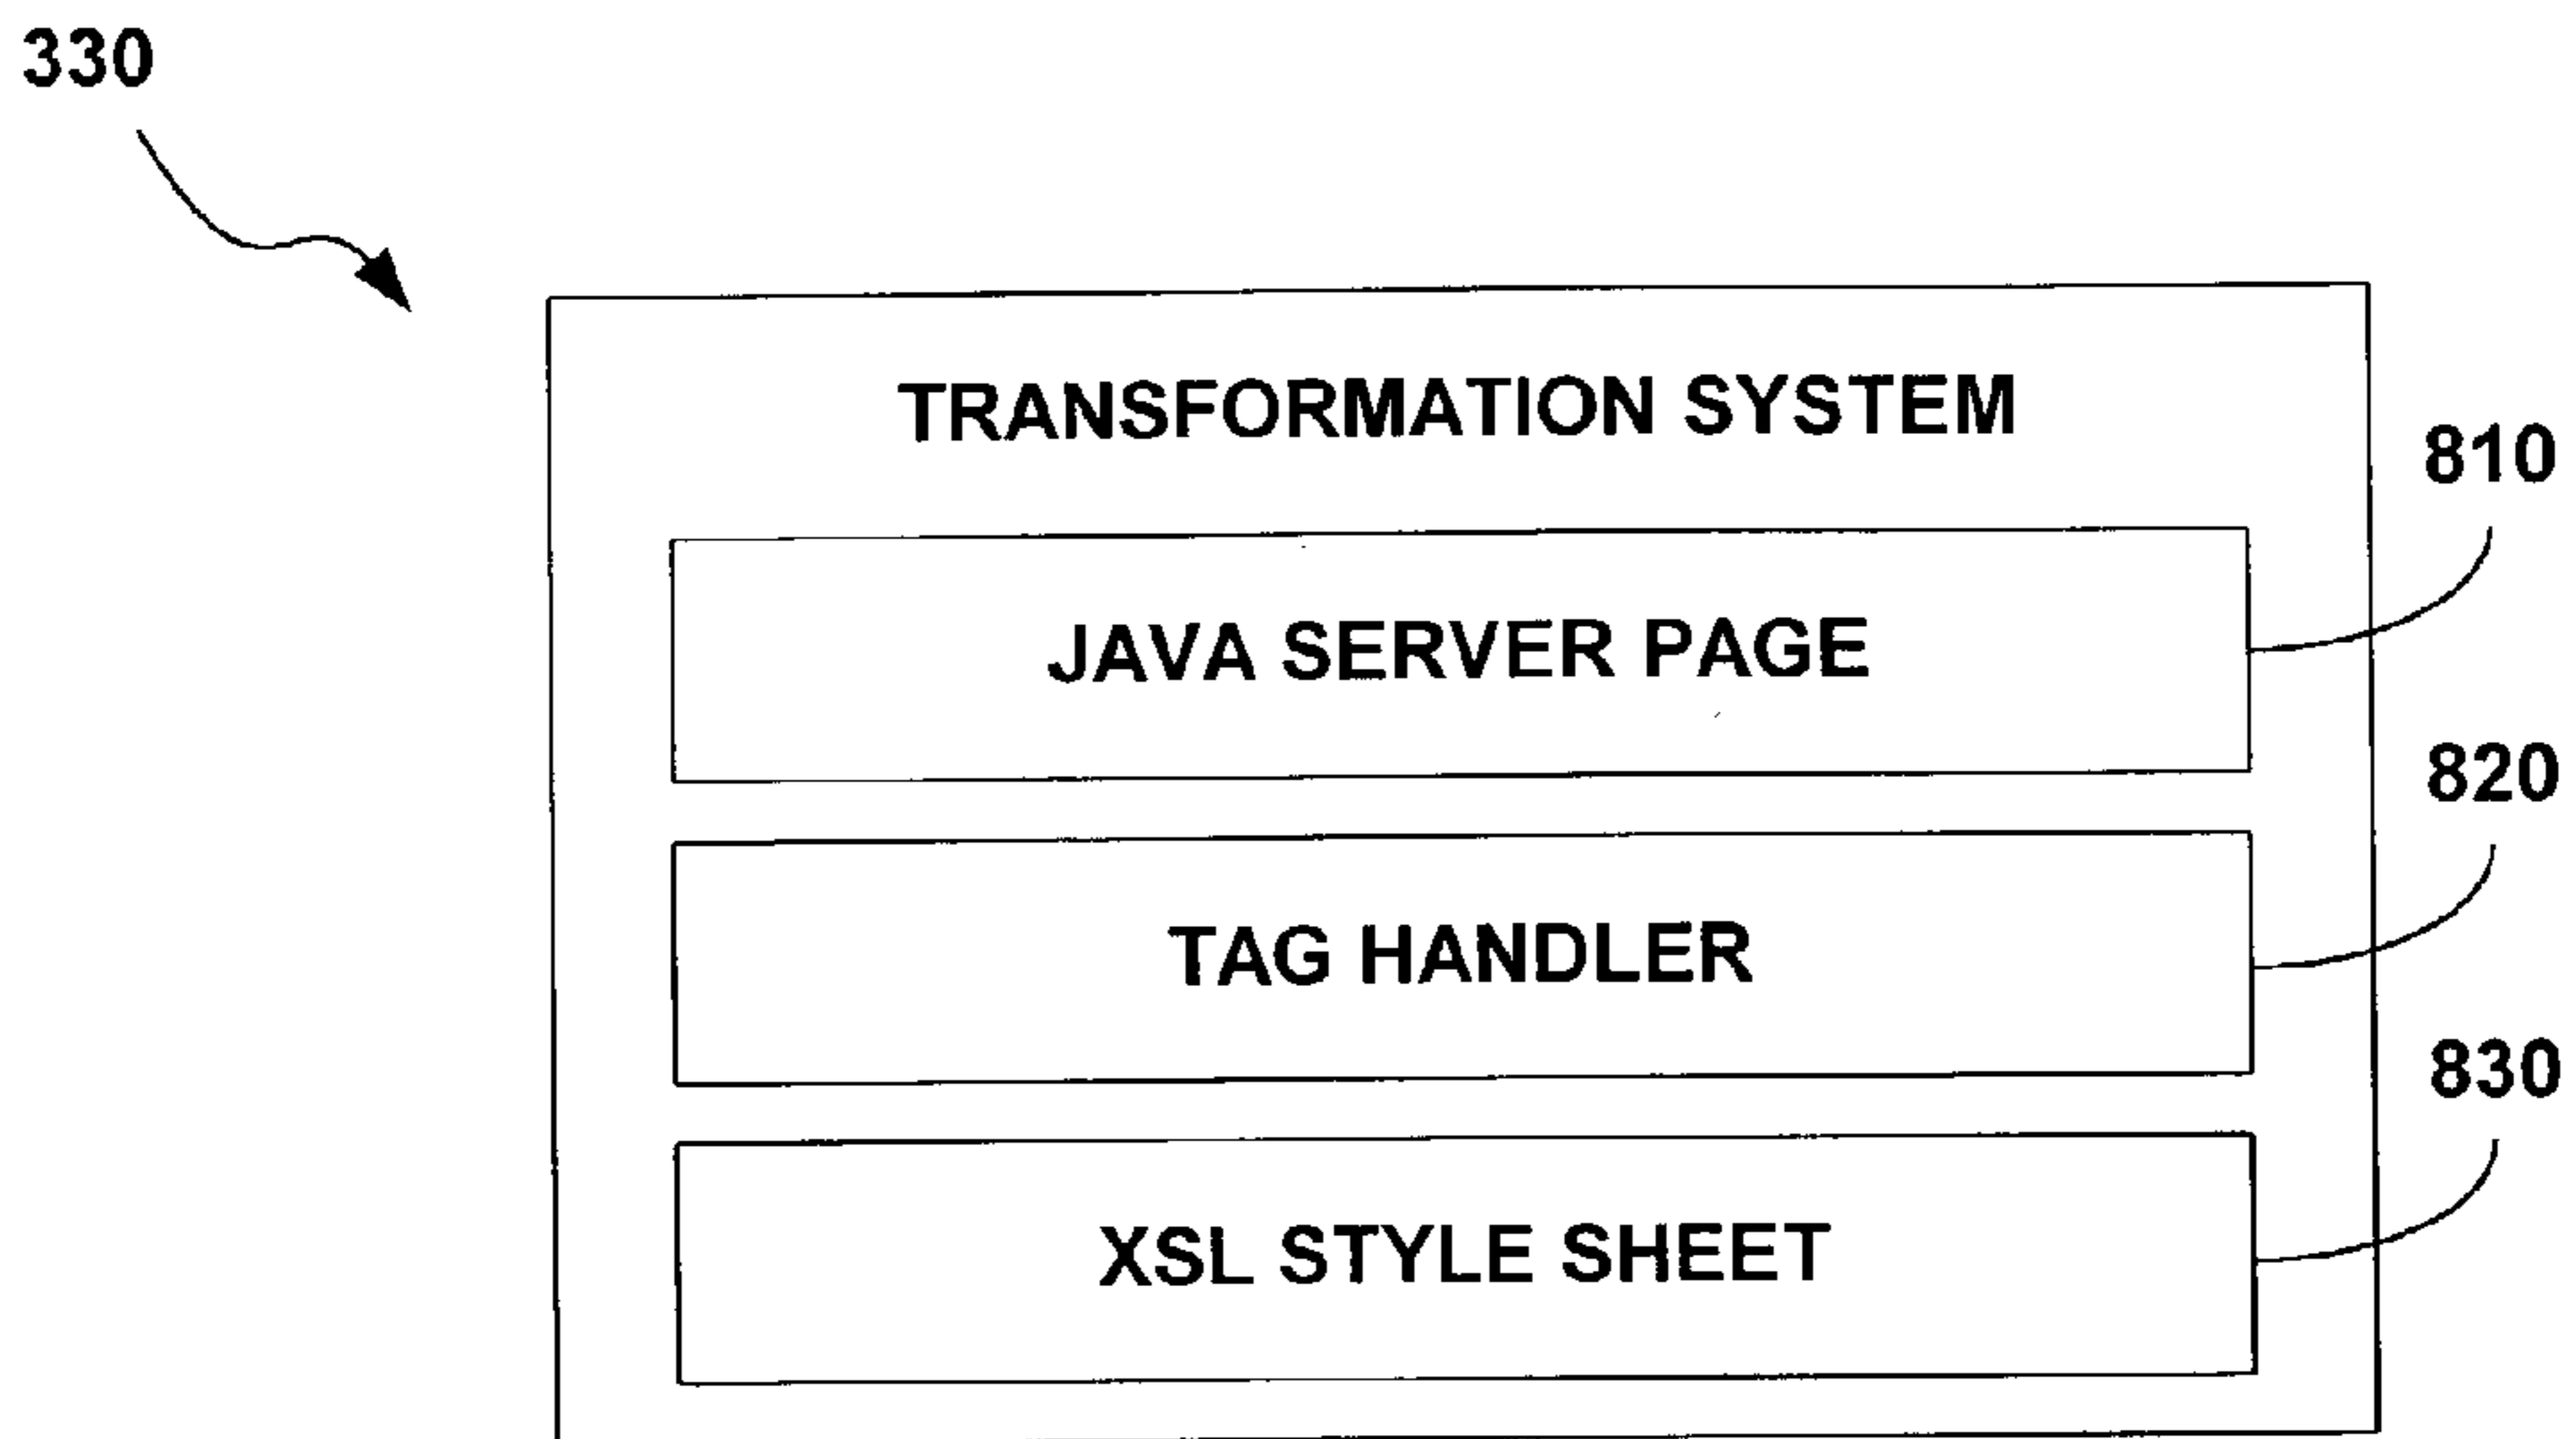 330
TRANSFORMATION SYSTEM
810
JAVA SERVER PAGE
820
TAG HANDLER
830
XSL STYLE SHEET